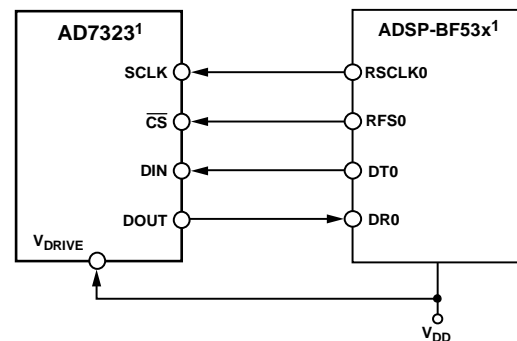 AD7323¹ ADSP-BF53x¹
SCLK RSCLK0
CS RFS0
DIN DT0
DOUT DR0
VDRIVE
VDD